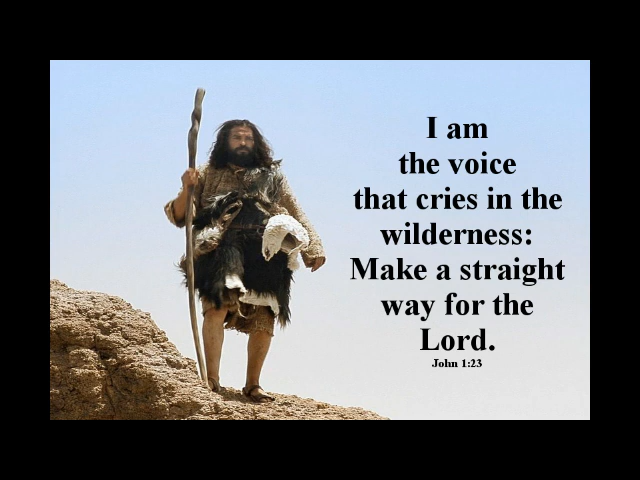 I am
the voice
that cries in the
wilderness:
Make a straight
way for the
Lord.
John 1:23